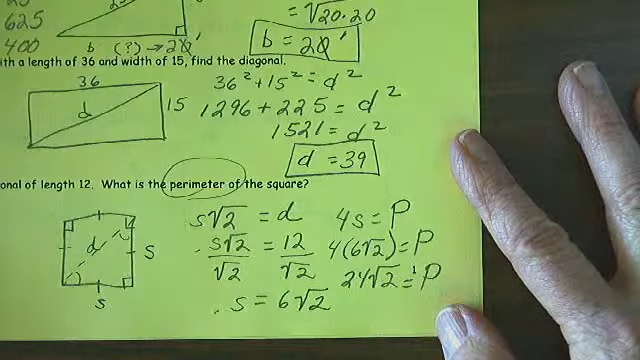 625
400
= √20·20
b (?) → 20'
b = 20'
ith a length of 36 and width of 15, find the diagonal.
36
d
15
36² + 15² = d²
1296 + 225 = d²
1521 = d²
d = 39
onal of length 12. What is the perimeter of the square?
d
s
s
s√2 = d
s√2 / √2 = 12 / √2
s = 6√2
4s = P
4(6√2) = P
24√2 = P